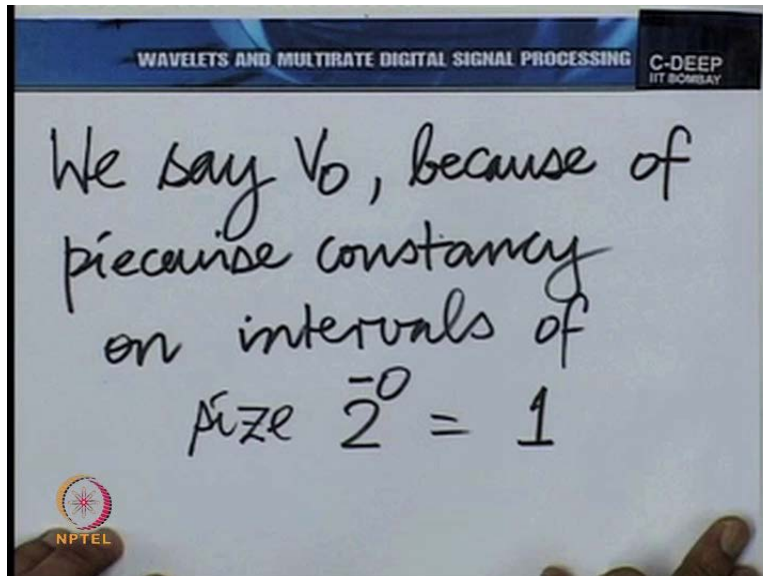 WAVELETS AND MULTIRATE DIGITAL SIGNAL PROCESSING
C-DEEP
IIT BOMBAY
We say V₀, because of
piecewise constancy
on intervals of
size 2⁻⁰ = 1
NPTEL